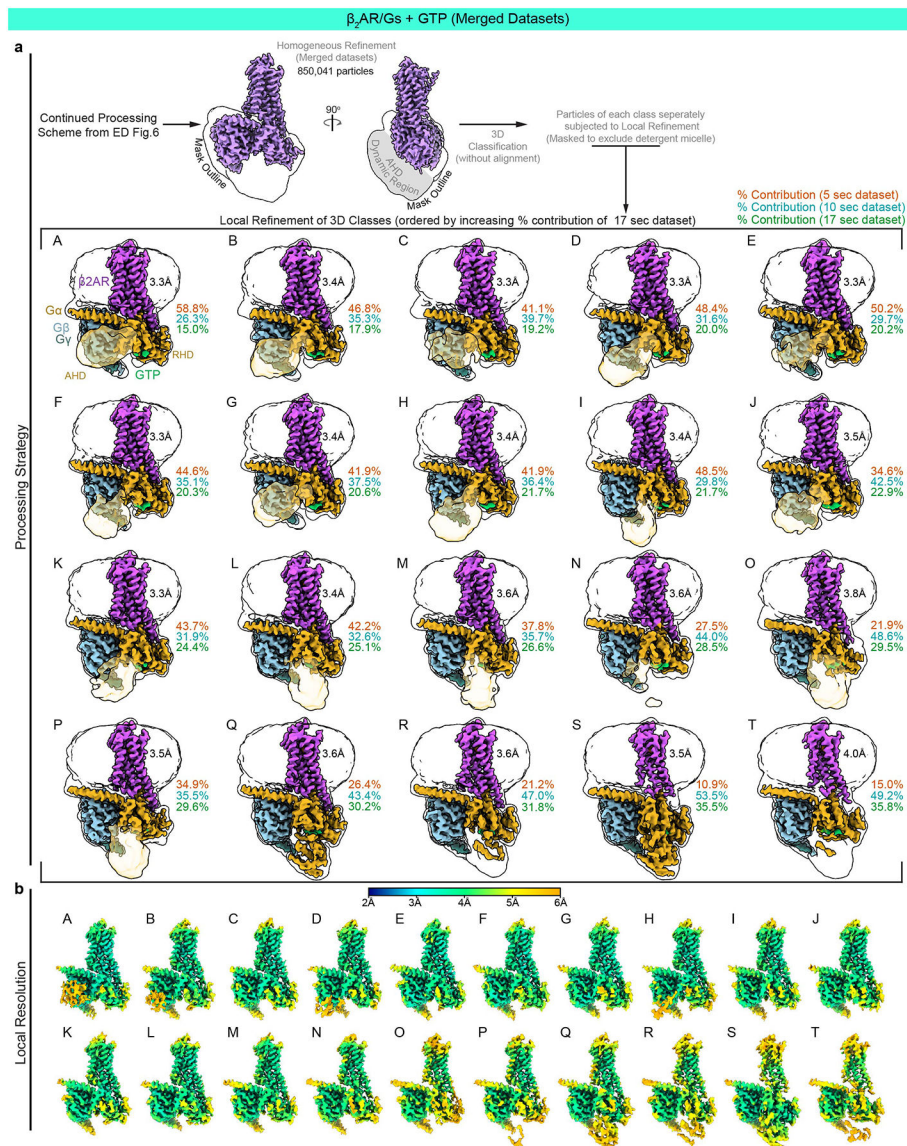 β₂AR/Gs + GTP (Merged Datasets)
a
Homogeneous Refinement
(Merged datasets)
850,041 particles
Continued Processing
Scheme from ED Fig.6
90º
Mask Outline
AHD
Dynamic Region
Mask Outline
3D
Classification
(without alignment)
Particles of each class seperately
subjected to Local Refinement
(Masked to exclude detergent micelle)
% Contribution (5 sec dataset)
% Contribution (10 sec dataset)
% Contribution (17 sec dataset)
Local Refinement of 3D Classes (ordered by increasing % contribution of 17 sec dataset)
Processing Strategy
A
β2AR
3.3Å
Gα
Gβ
Gγ
AHD
GTP
RHD
58.8%
26.3%
15.0%
B
3.4Å
46.8%
35.3%
17.9%
C
3.3Å
41.1%
39.7%
19.2%
D
3.3Å
48.4%
31.6%
20.0%
E
3.3Å
50.2%
29.7%
20.2%
F
3.3Å
44.6%
35.1%
20.3%
G
3.4Å
41.9%
37.5%
20.6%
H
3.4Å
41.9%
36.4%
21.7%
I
3.4Å
48.5%
29.8%
21.7%
J
3.5Å
34.6%
42.5%
22.9%
K
3.3Å
43.7%
31.9%
24.4%
L
3.4Å
42.2%
32.6%
25.1%
M
3.6Å
37.8%
35.7%
26.6%
N
3.6Å
27.5%
44.0%
28.5%
O
3.8Å
21.9%
48.6%
29.5%
P
3.5Å
34.9%
35.5%
29.6%
Q
3.6Å
26.4%
43.4%
30.2%
R
3.6Å
21.2%
47.0%
31.8%
S
3.5Å
10.9%
53.5%
35.5%
T
4.0Å
15.0%
49.2%
35.8%
b
2Å 3Å 4Å 5Å 6Å
Local Resolution
A B C D E F G H I J
K L M N O P Q R S T